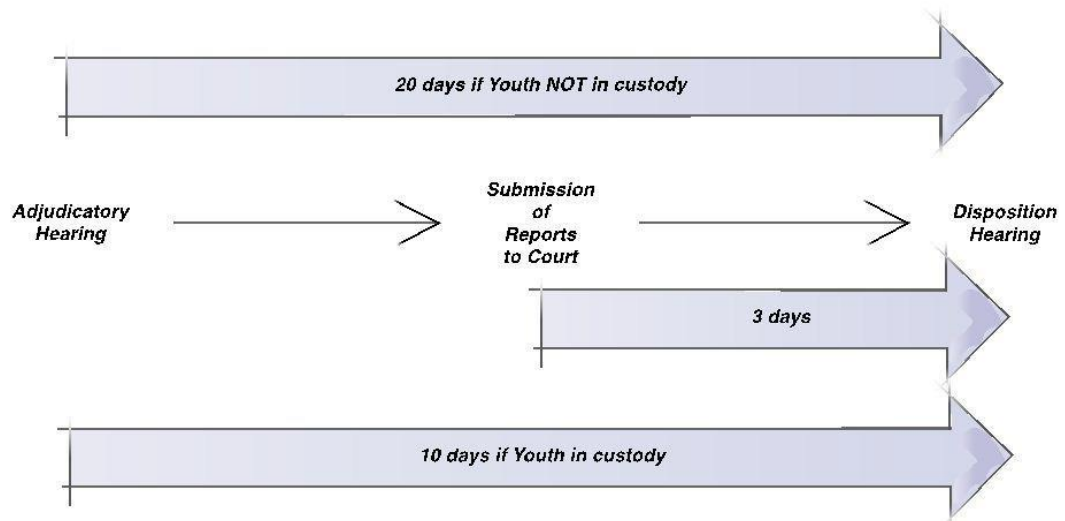 20 days if Youth NOT in custody
Adjudicatory
Hearing
Submission
of
Reports
to Court
Disposition
Hearing
3 days
10 days if Youth in custody